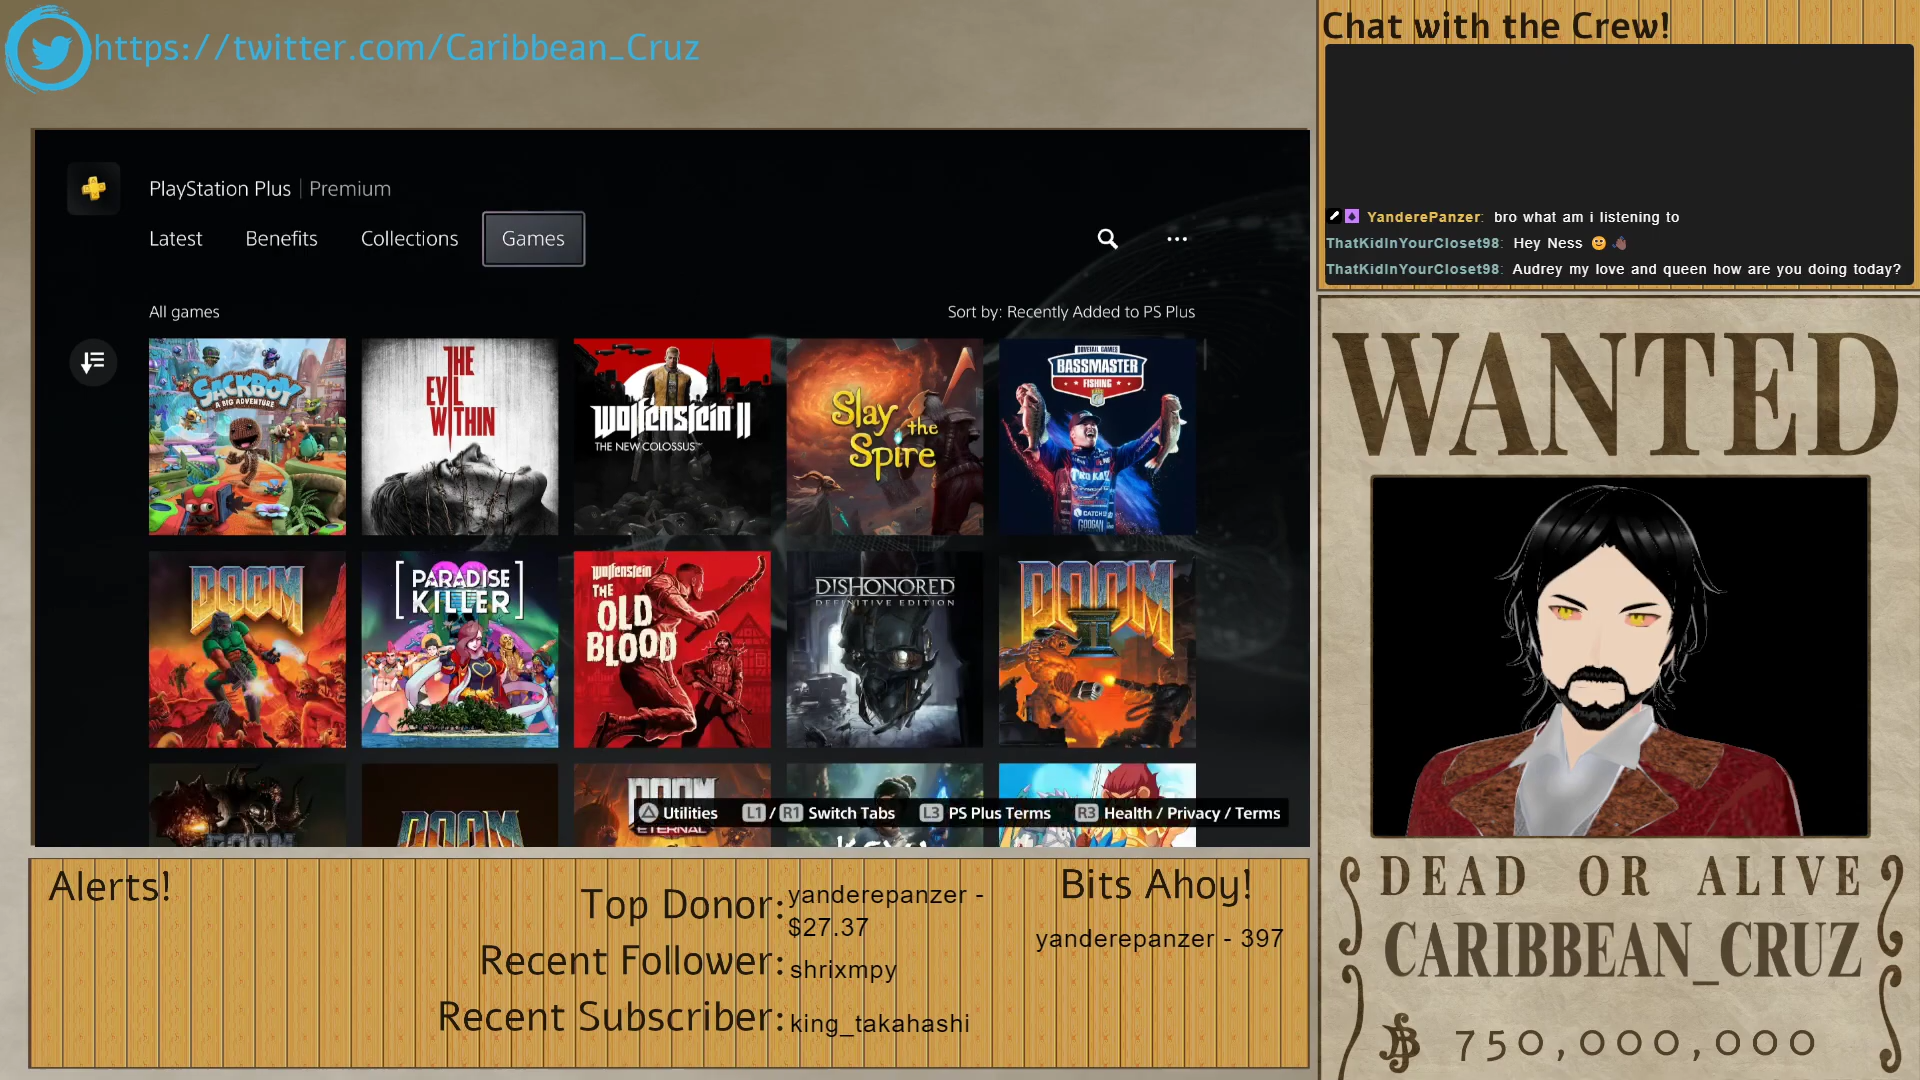 https://twitter.com/Caribbean_Cruz
Chat with the Crew!
YanderePanzer: bro what am i listening to
ThatKidInYourCloset98: Hey Ness
ThatKidInYourCloset98: Audrey my love and queen how are you doing today?
PlayStation Plus | Premium
Latest Benefits Collections Games
All games
Sort by: Recently Added to PS Plus
SACKBOY
A BIG ADVENTURE
THE EVIL WITHIN
Wolfenstein II
THE NEW COLOSSUS™
Slay the Spire
DOVETAIL GAMES
BASSMASTER
FISHING
DOOM
[PARADISE KILLER]
Wolfenstein
THE OLD BLOOD
DISHONORED
DEFINITIVE EDITION
DOOM
II
DOOM
DOOM
ETERNAL
Utilities L1 / R1 Switch Tabs L3 PS Plus Terms R3 Health / Privacy / Terms
WANTED
DEAD OR ALIVE
CARIBBEAN_CRUZ
750,000,000
Alerts!
Top Donor: yanderepanzer - $27.37
Recent Follower: shrixmpy
Recent Subscriber: king_takahashi
Bits Ahoy!
yanderepanzer - 397